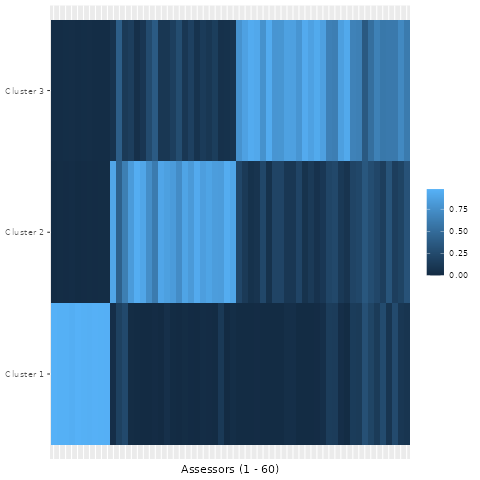 Cluster 3
Cluster 2
Cluster 1
0.75
0.50
0.25
0.00
Assessors (1 - 60)